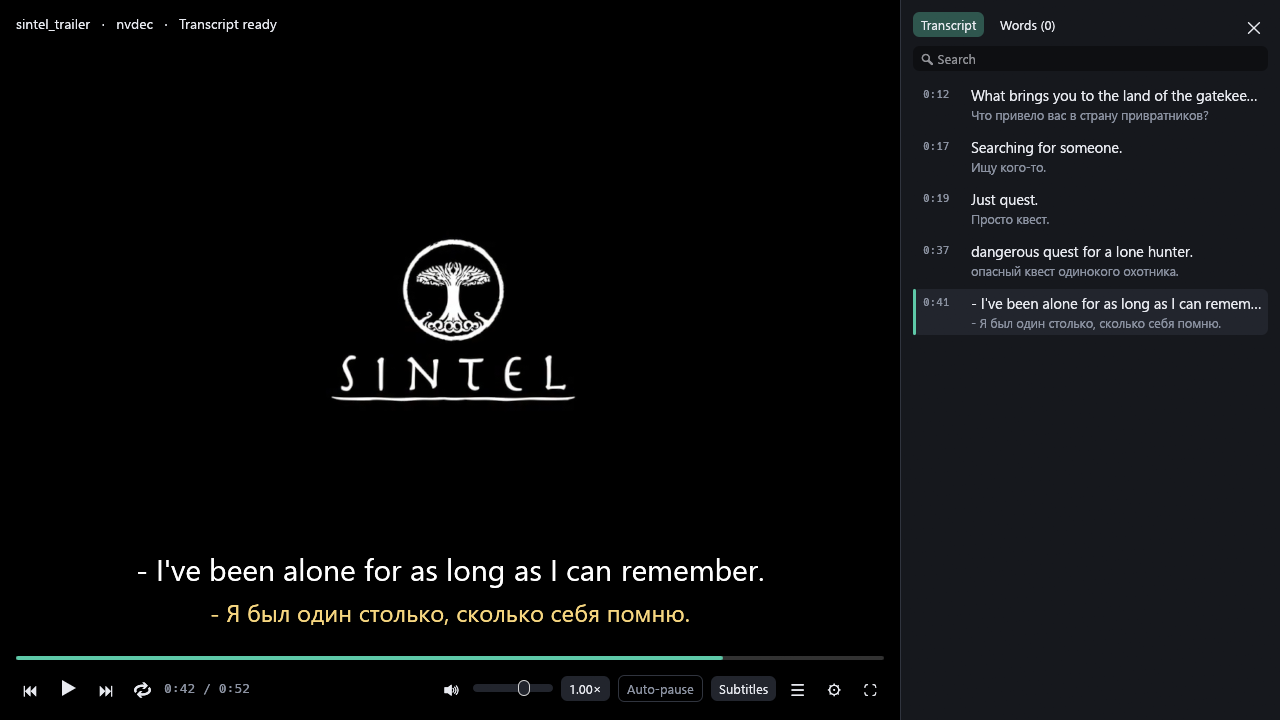 sintel_trailer · nvdec · Transcript ready
SINTEL
- I've been alone for as long as I can remember.
- Я был один столько, сколько себя помню.
0:42 / 0:52
1.00×
Auto-pause
Subtitles
Transcript
Words (0)
Search
0:12
What brings you to the land of the gatekee...
Что привело вас в страну привратников?
0:17
Searching for someone.
Ищу кого-то.
0:19
Just quest.
Просто квест.
0:37
dangerous quest for a lone hunter.
опасный квест одинокого охотника.
0:41
- I've been alone for as long as I can remem...
- Я был один столько, сколько себя помню.